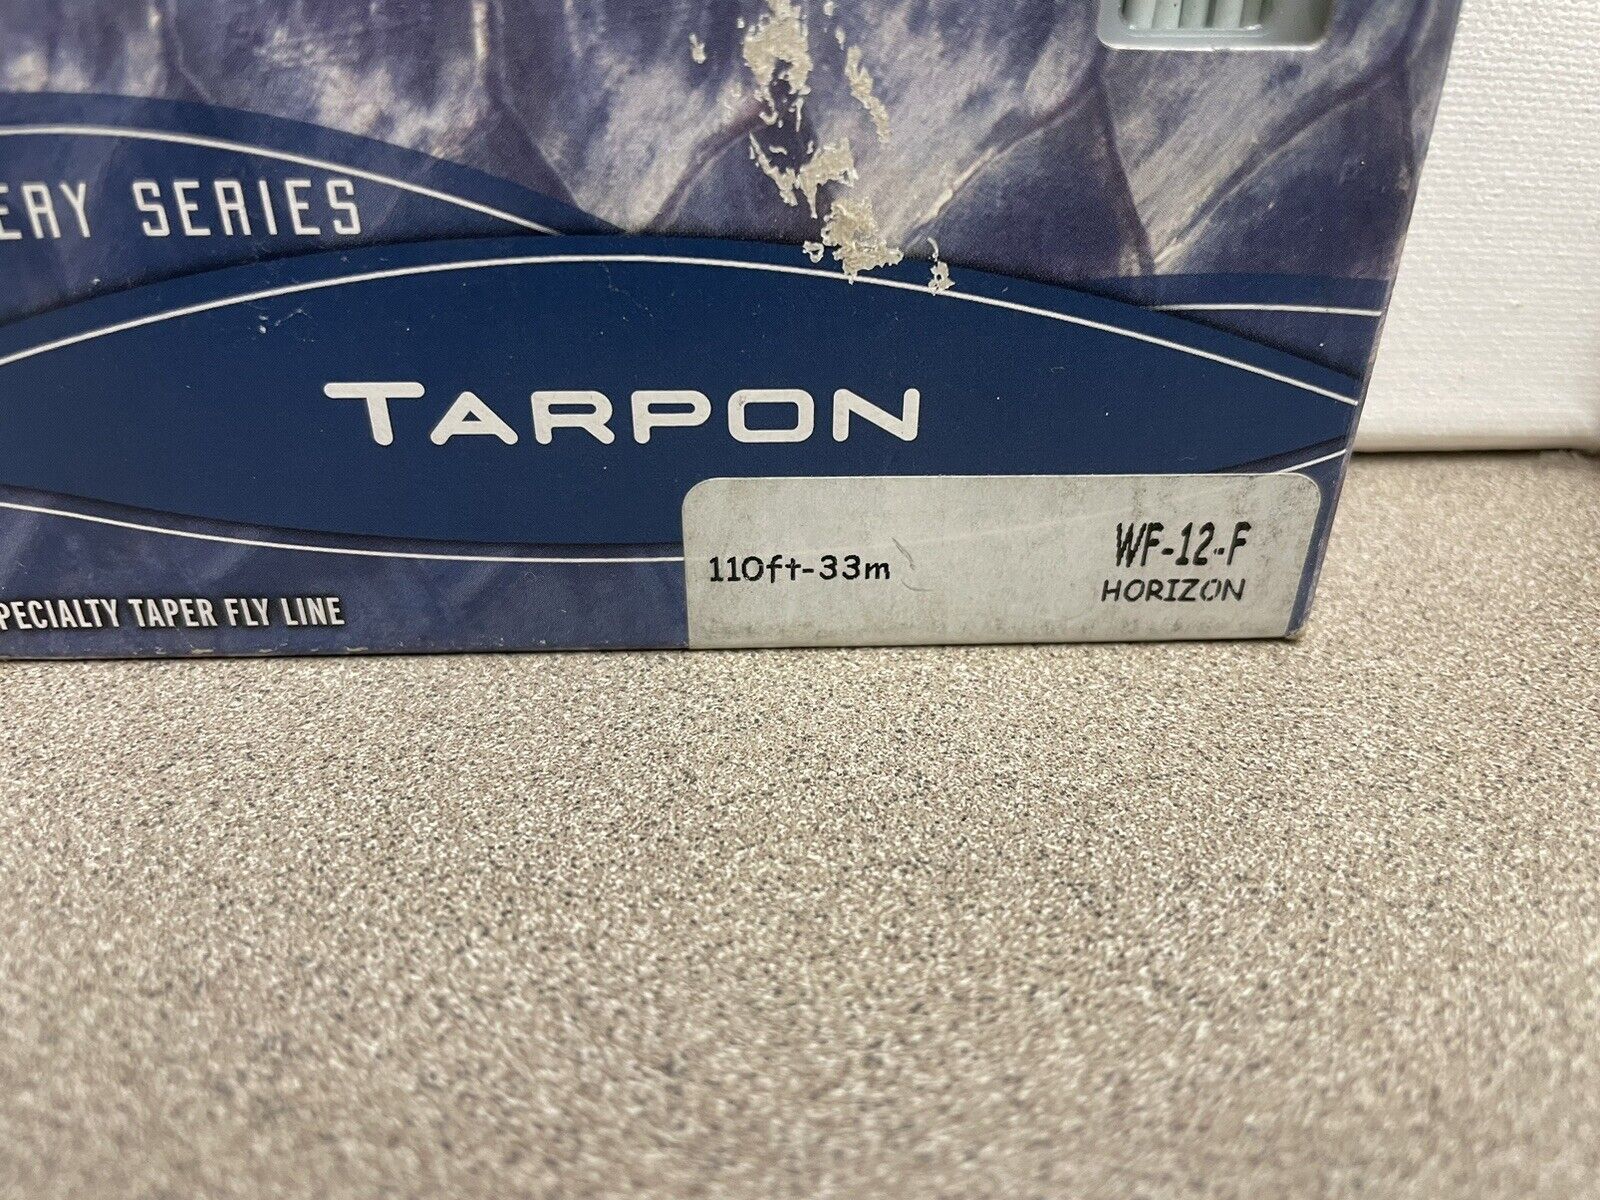 ERY SERIES
TARPON
110ft-33m
WF-12-F
HORIZON
PECIALTY TAPER FLY LINE